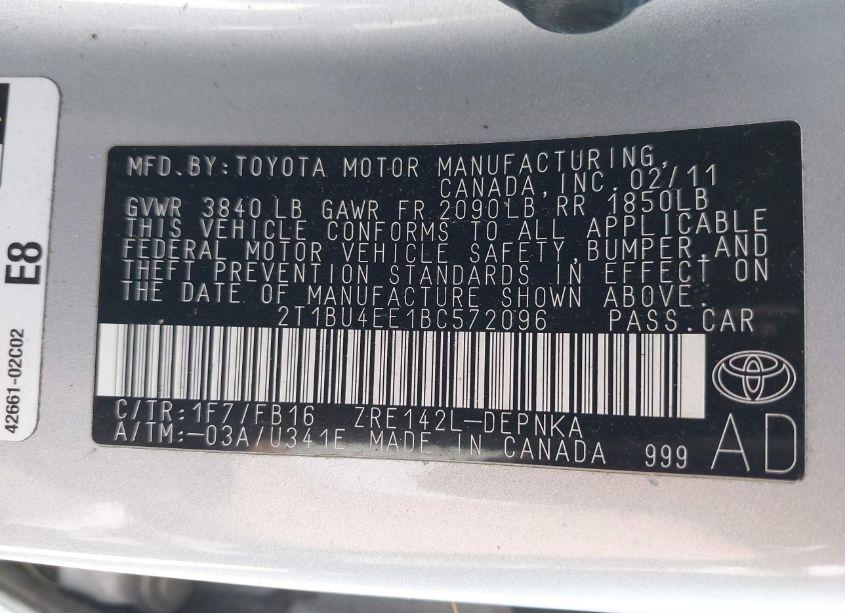 MFD.BY:TOYOTA MOTOR MANUFACTURING,
CANADA,INC. 02/11
GVWR 3840 LB GAWR FR 2090LB RR 1850LB
THIS VEHICLE CONFORMS TO ALL APPLICABLE
FEDERAL MOTOR VEHICLE SAFETY,BUMPER,AND
THEFT PREVENTION STANDARDS IN EFFECT ON
THE DATE OF MANUFACTURE SHOWN ABOVE.
2T1BU4EE1BC572096 PASS.CAR
C/TR:1F7/FB16 ZRE142L-DEPNKA
A/TM:-03A/U341E MADE IN CANADA 999
AD
E8
42661-02C02